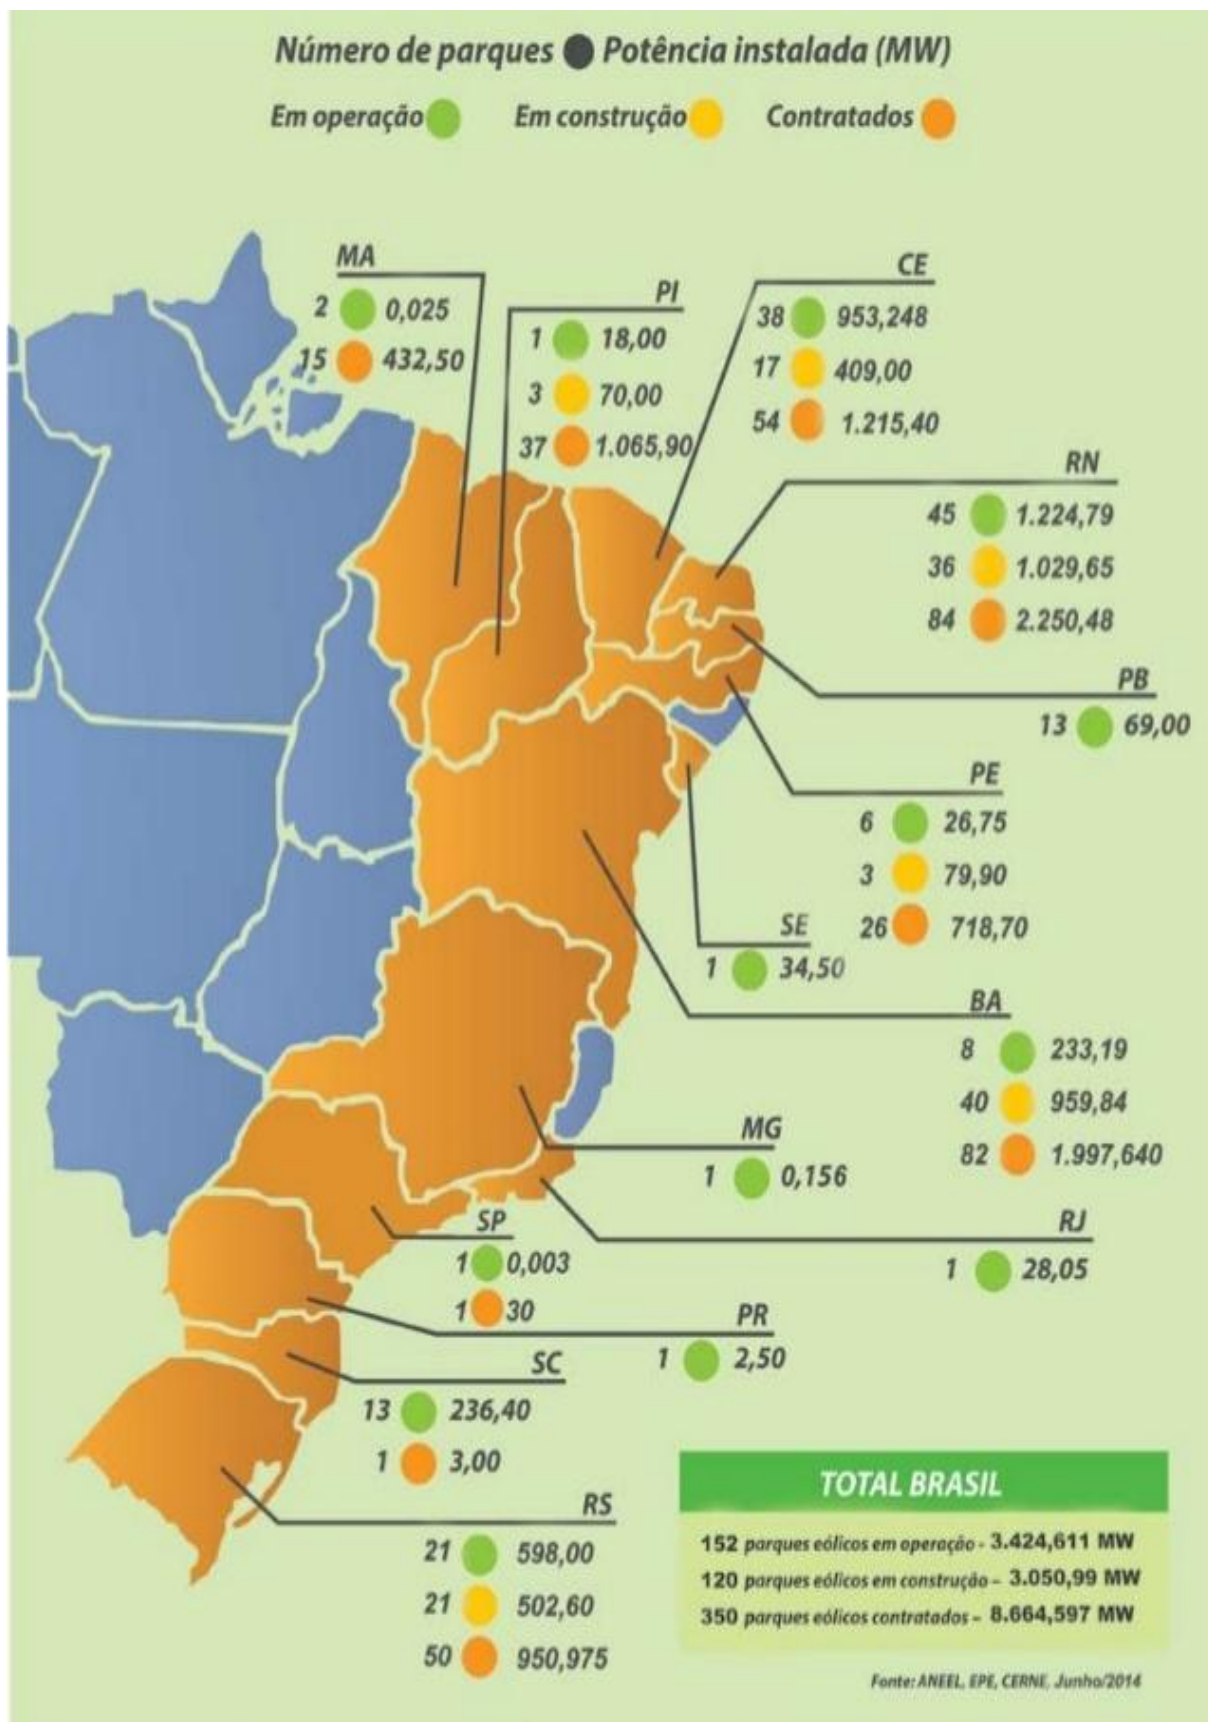 Número de parques Potência instalada (MW)
Em operação Em construção Contratados
MA
2 0,025
15 432,50
PI
1 18,00
3 70,00
37 1.065,90
CE
38 953,248
17 409,00
54 1.215,40
RN
45 1.224,79
36 1.029,65
84 2.250,48
PB
13 69,00
PE
6 26,75
3 79,90
26 718,70
SE
1 34,50
BA
8 233,19
40 959,84
82 1.997,640
MG
1 0,156
RJ
1 28,05
SP
1 0,003
1 30
PR
1 2,50
SC
13 236,40
1 3,00
RS
21 598,00
21 502,60
50 950,975
TOTAL BRASIL
152 parques eólicos em operação - 3.424,611 MW
120 parques eólicos em construção – 3.050,99 MW
350 parques eólicos contratados – 8.664,597 MW
Fonte: ANEEL, EPE, CERNE, Junho/2014